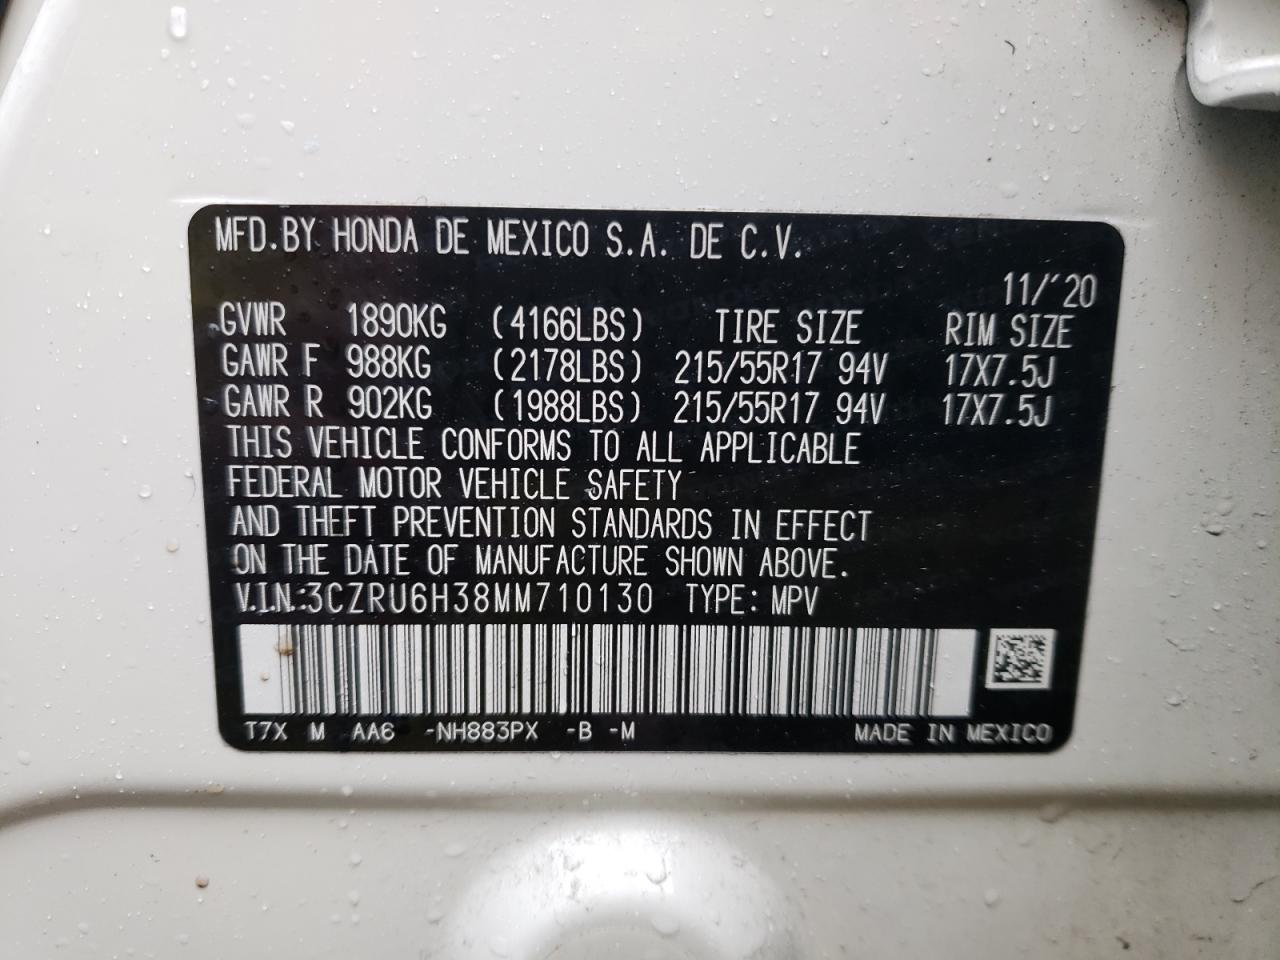 MFD.BY HONDA DE MEXICO S.A. DE C.V.
11/'20
GVWR 1890KG (4166LBS) TIRE SIZE RIM SIZE
GAWR F 988KG (2178LBS) 215/55R17 94V 17X7.5J
GAWR R 902KG (1988LBS) 215/55R17 94V 17X7.5J
THIS VEHICLE CONFORMS TO ALL APPLICABLE
FEDERAL MOTOR VEHICLE SAFETY
AND THEFT PREVENTION STANDARDS IN EFFECT
ON THE DATE OF MANUFACTURE SHOWN ABOVE.
V.I.N.:3CZRU6H38MM710130 TYPE: MPV
T7X M AA6 -NH883PX -B -M MADE IN MEXICO